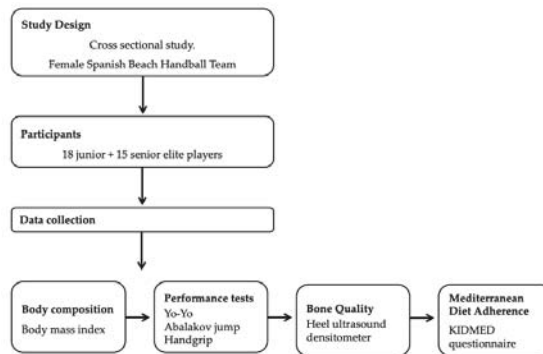 Study Design
Cross sectional study.
Female Spanish Beach Handball Team
Participants
18 junior + 15 senior elite players
Data collection
Body composition
Body mass index
Performance tests
Yo-Yo
Abalakov jump
Handgrip
Bone Quality
Heel ultrasound
densitometer
Mediterranean
Diet Adherence
KIDMED
questionnaire